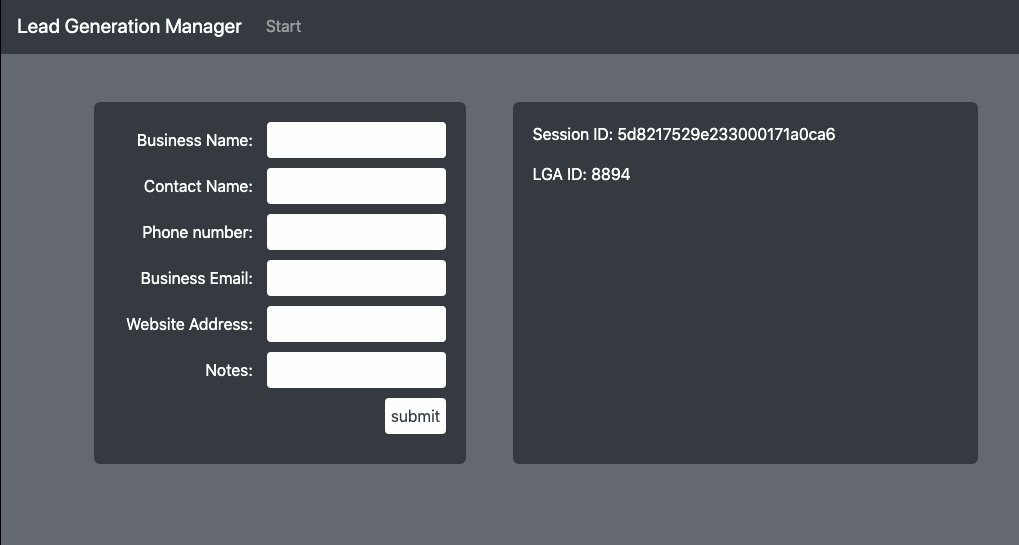 Lead Generation Manager Start
Business Name:
Contact Name:
Phone number:
Business Email:
Website Address:
Notes:
submit
Session ID: 5d8217529e233000171a0ca6
LGA ID: 8894